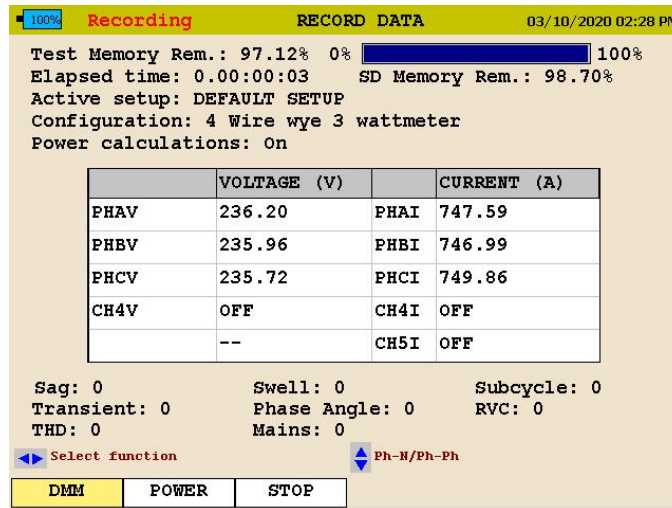 100% Recording RECORD DATA 03/10/2020 02:28 PM
Test Memory Rem.: 97.12% 0% 100%
Elapsed time: 0.00:00:03 SD Memory Rem.: 98.70%
Active setup: DEFAULT SETUP
Configuration: 4 Wire wye 3 wattmeter
Power calculations: On
VOLTAGE (V) CURRENT (A)
PHAV 236.20 PHAI 747.59
PHBV 235.96 PHBI 746.99
PHCV 235.72 PHCI 749.86
CH4V OFF CH4I OFF
-- CH5I OFF
Sag: 0 Swell: 0 Subcycle: 0
Transient: 0 Phase Angle: 0 RVC: 0
THD: 0 Mains: 0
Select function Ph-N/Ph-Ph
DMM POWER STOP